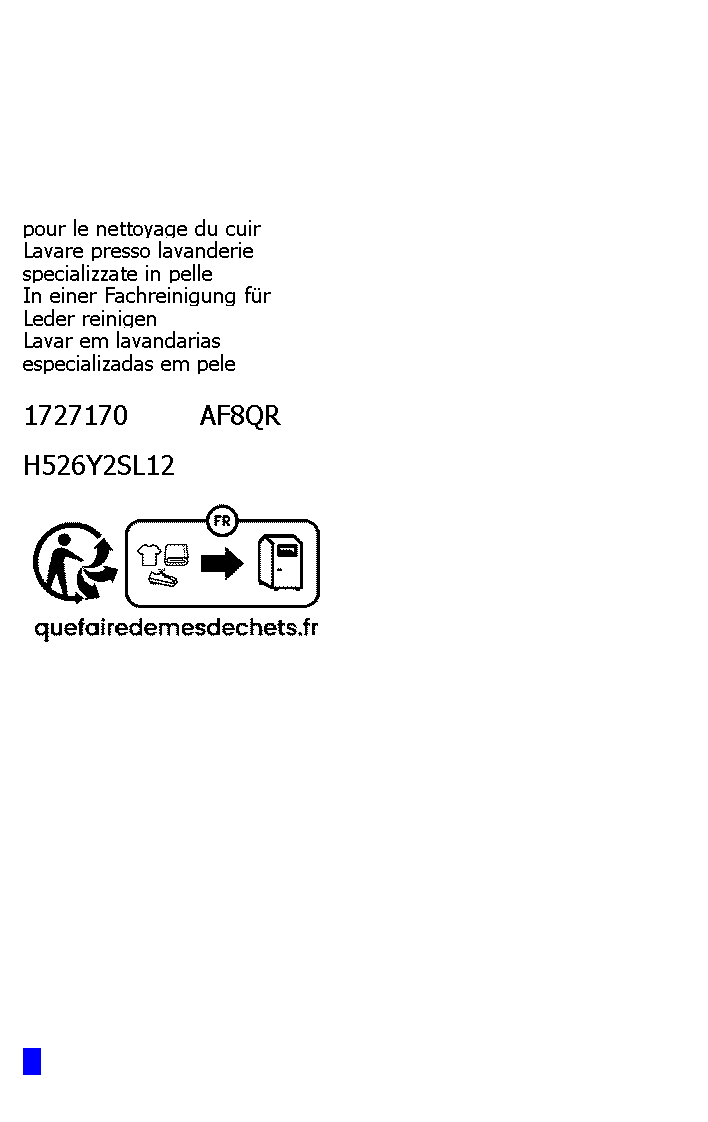 pour le nettoyage du cuir
Lavare presso lavanderie
specializzate in pelle
In einer Fachreinigung für
Leder reinigen
Lavar em lavandarias
especializadas em pele
1727170 AF8QR
H526Y2SL12
FR
quefairedemesdechets.fr